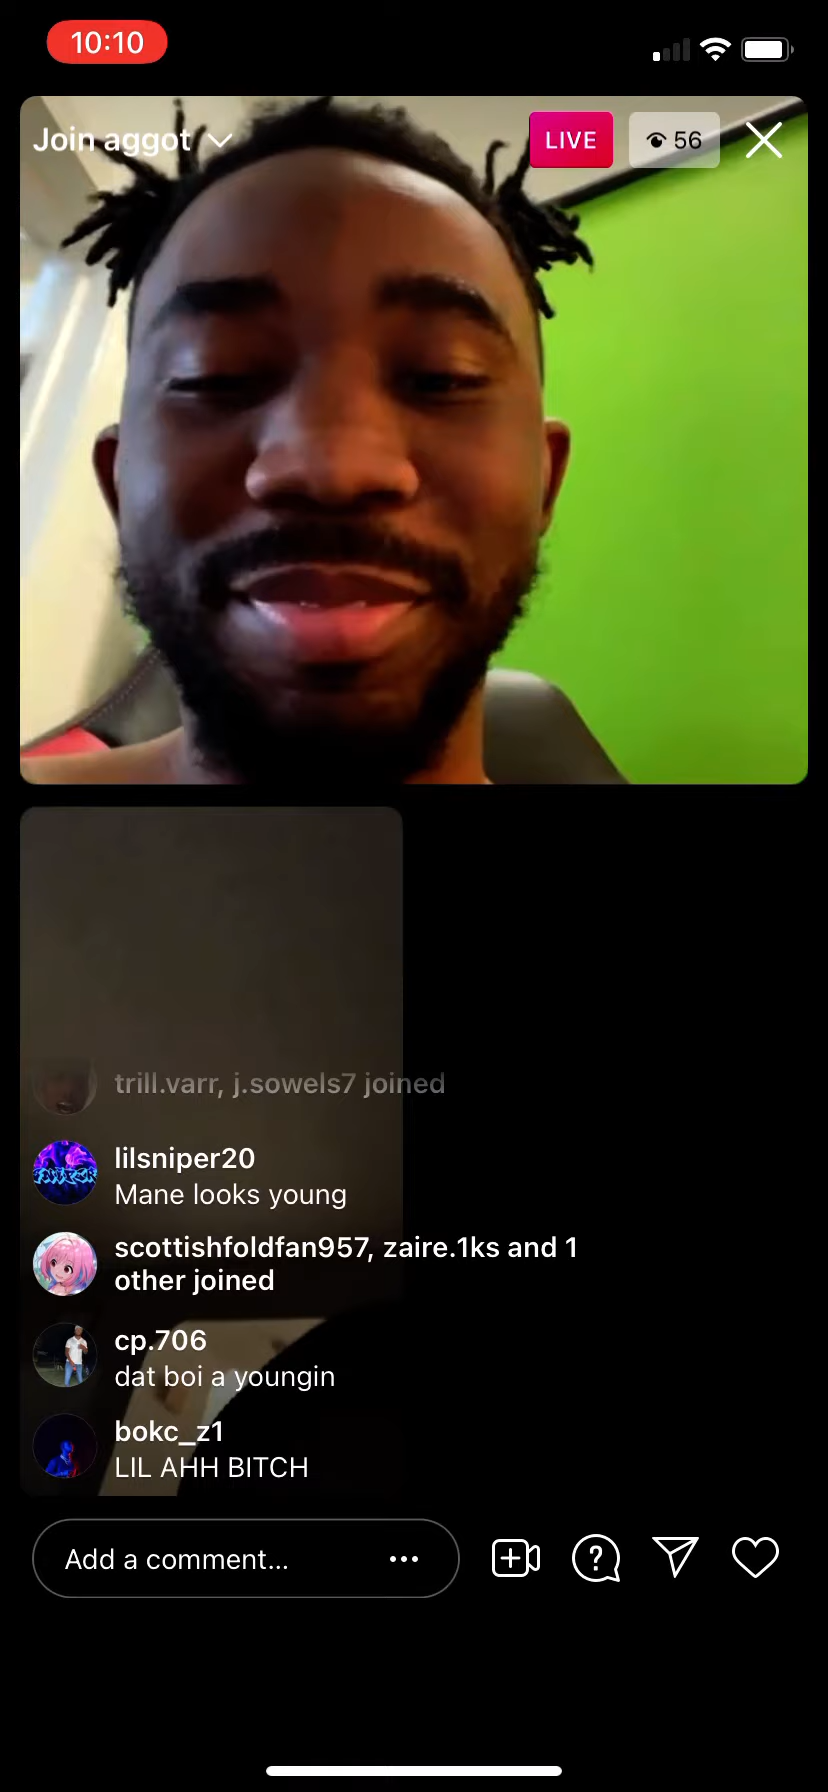 10:10
Join aggot
LIVE
56
trill.varr, j.sowels7 joined
lilsniper20
Mane looks young
scottishfoldfan957, zaire.1ks and 1
other joined
cp.706
dat boi a youngin
bokc_z1
LIL AHH BITCH
Add a comment...